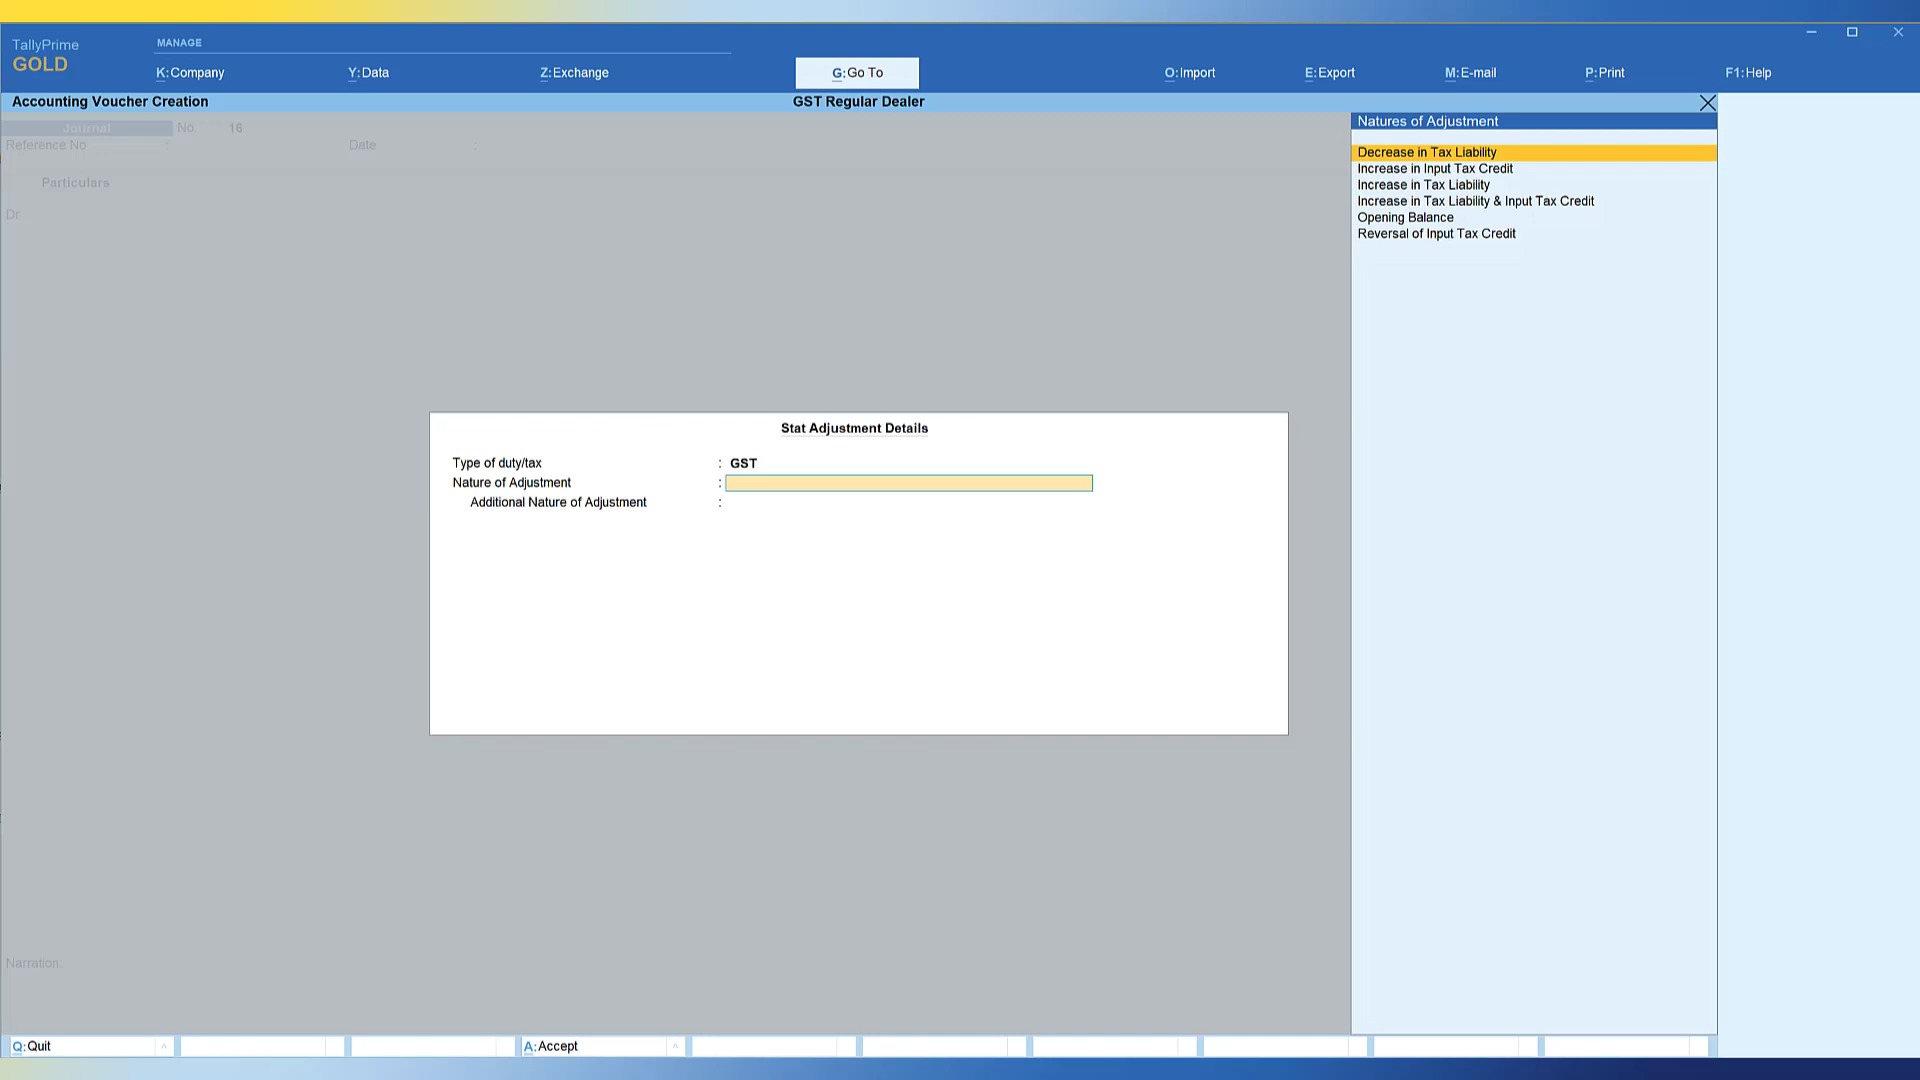 TallyPrime
GOLD
MANAGE
K:Company
Y:Data
Z:Exchange
G:Go To
O:Import
E:Export
M:E-mail
P:Print
F1:Help
Accounting Voucher Creation
GST Regular Dealer
Journal No. 16
Reference No :
Date :
Particulars
Dr
Natures of Adjustment
Decrease in Tax Liability
Increase in Input Tax Credit
Increase in Tax Liability
Increase in Tax Liability & Input Tax Credit
Opening Balance
Reversal of Input Tax Credit
Stat Adjustment Details
Type of duty/tax : GST
Nature of Adjustment :
Additional Nature of Adjustment :
Narration:
Q:Quit
A:Accept